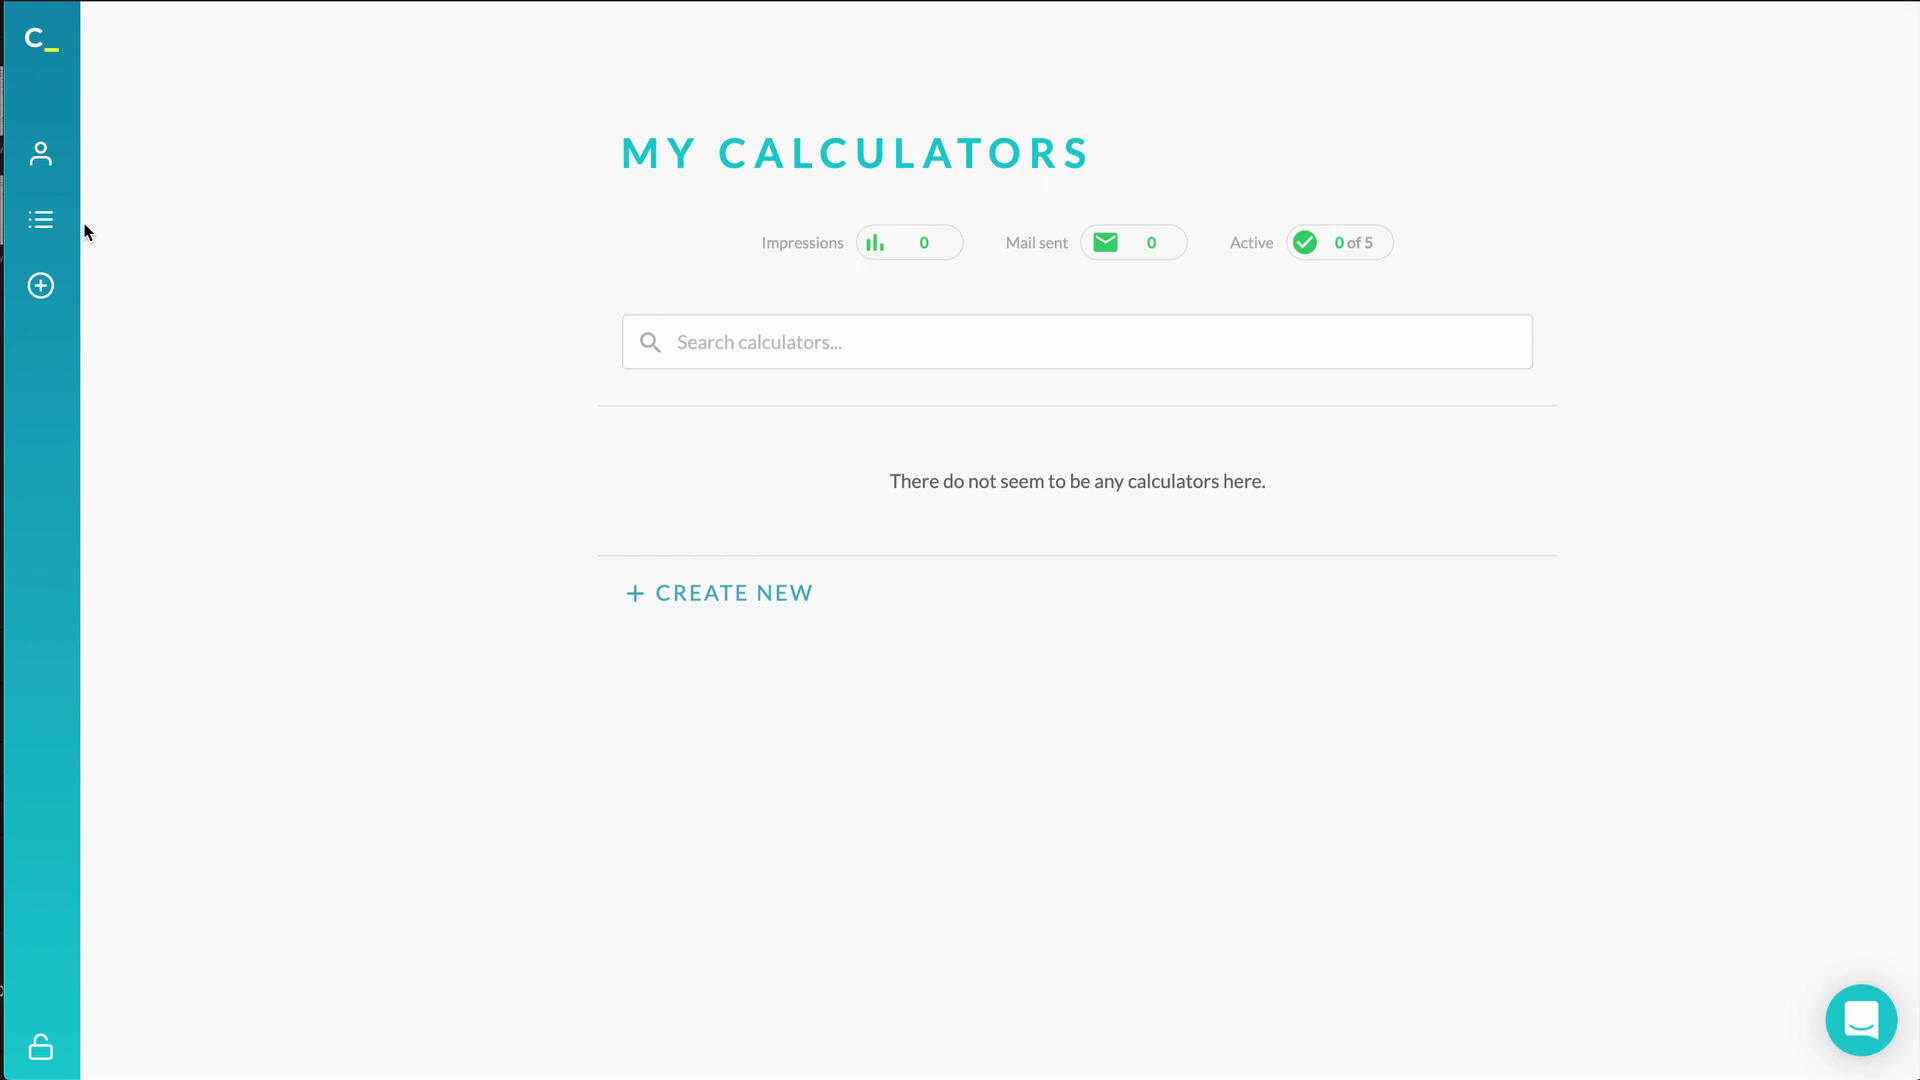 C_
MY CALCULATORS
Impressions 0 Mail sent 0 Active 0 of 5
Search calculators...
There do not seem to be any calculators here.
+ CREATE NEW